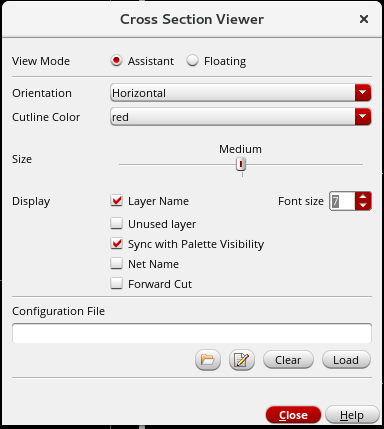 Cross Section Viewer
View Mode Assistant Floating
Orientation Horizontal
Cutline Color red
Medium
Size
Display Layer Name Font size 7
Unused layer
Sync with Palette Visibility
Net Name
Forward Cut
Configuration File
Clear Load
Close Help